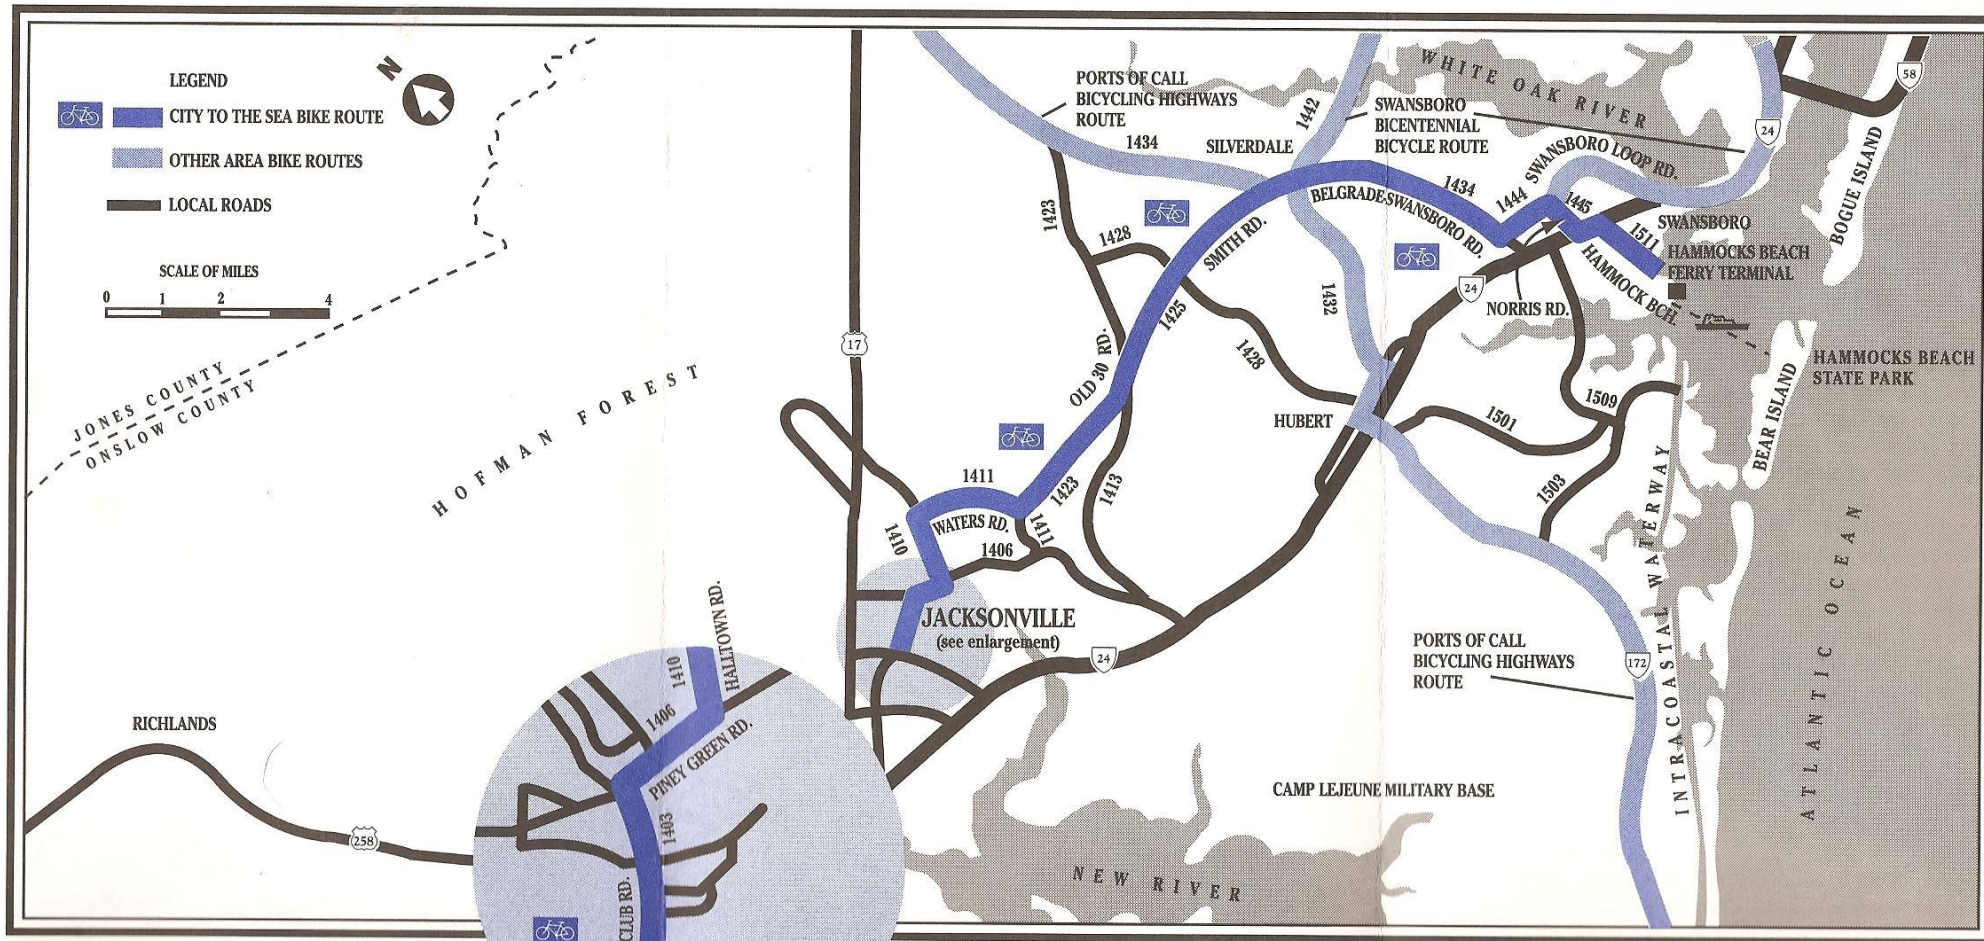 N
LEGEND
CITY TO THE SEA BIKE ROUTE
OTHER AREA BIKE ROUTES
LOCAL ROADS
SCALE OF MILES
0 1 2 4
JONES COUNTY
ONSLOW COUNTY
HOFMAN FOREST
RICHLANDS
258
17
PORTS OF CALL
BICYCLING HIGHWAYS
ROUTE
1434
SILVERDALE
1442
SWANSBORO
BICENTENNIAL
BICYCLE ROUTE
WHITE OAK RIVER
24
58
BOGUE ISLAND
SWANSBORO LOOP RD.
1423
1428
SMITH RD.
BELGRADE-SWANSBORO RD.
1434
1444
1445
1511
SWANSBORO
HAMMOCKS BEACH
FERRY TERMINAL
HAMMOCK BCH.
NORRIS RD.
24
1432
1425
1428
OLD 30 RD.
HAMMOCKS BEACH
STATE PARK
BEAR ISLAND
HUBERT
1501
1509
1503
1411
WATERS RD.
1423
1413
1411
1410
1406
JACKSONVILLE
(see enlargement)
24
PORTS OF CALL
BICYCLING HIGHWAYS
ROUTE
172
INTRACOASTAL WATERWAY
ATLANTIC OCEAN
CAMP LEJEUNE MILITARY BASE
NEW RIVER
1410
HALLTOWN RD.
1406
PINEY GREEN RD.
1403
CLUB RD.